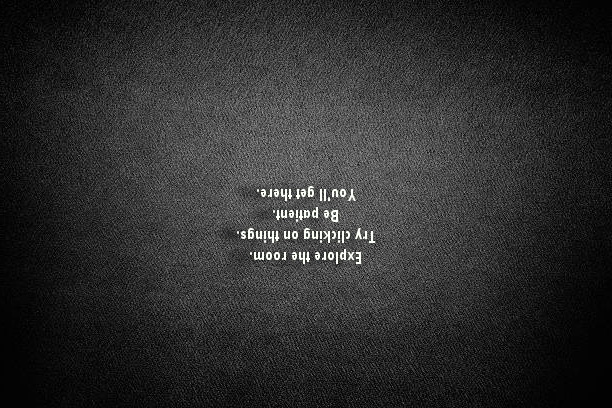 Explore the room.
Try clicking on things.
Be patient.
You'll get there.